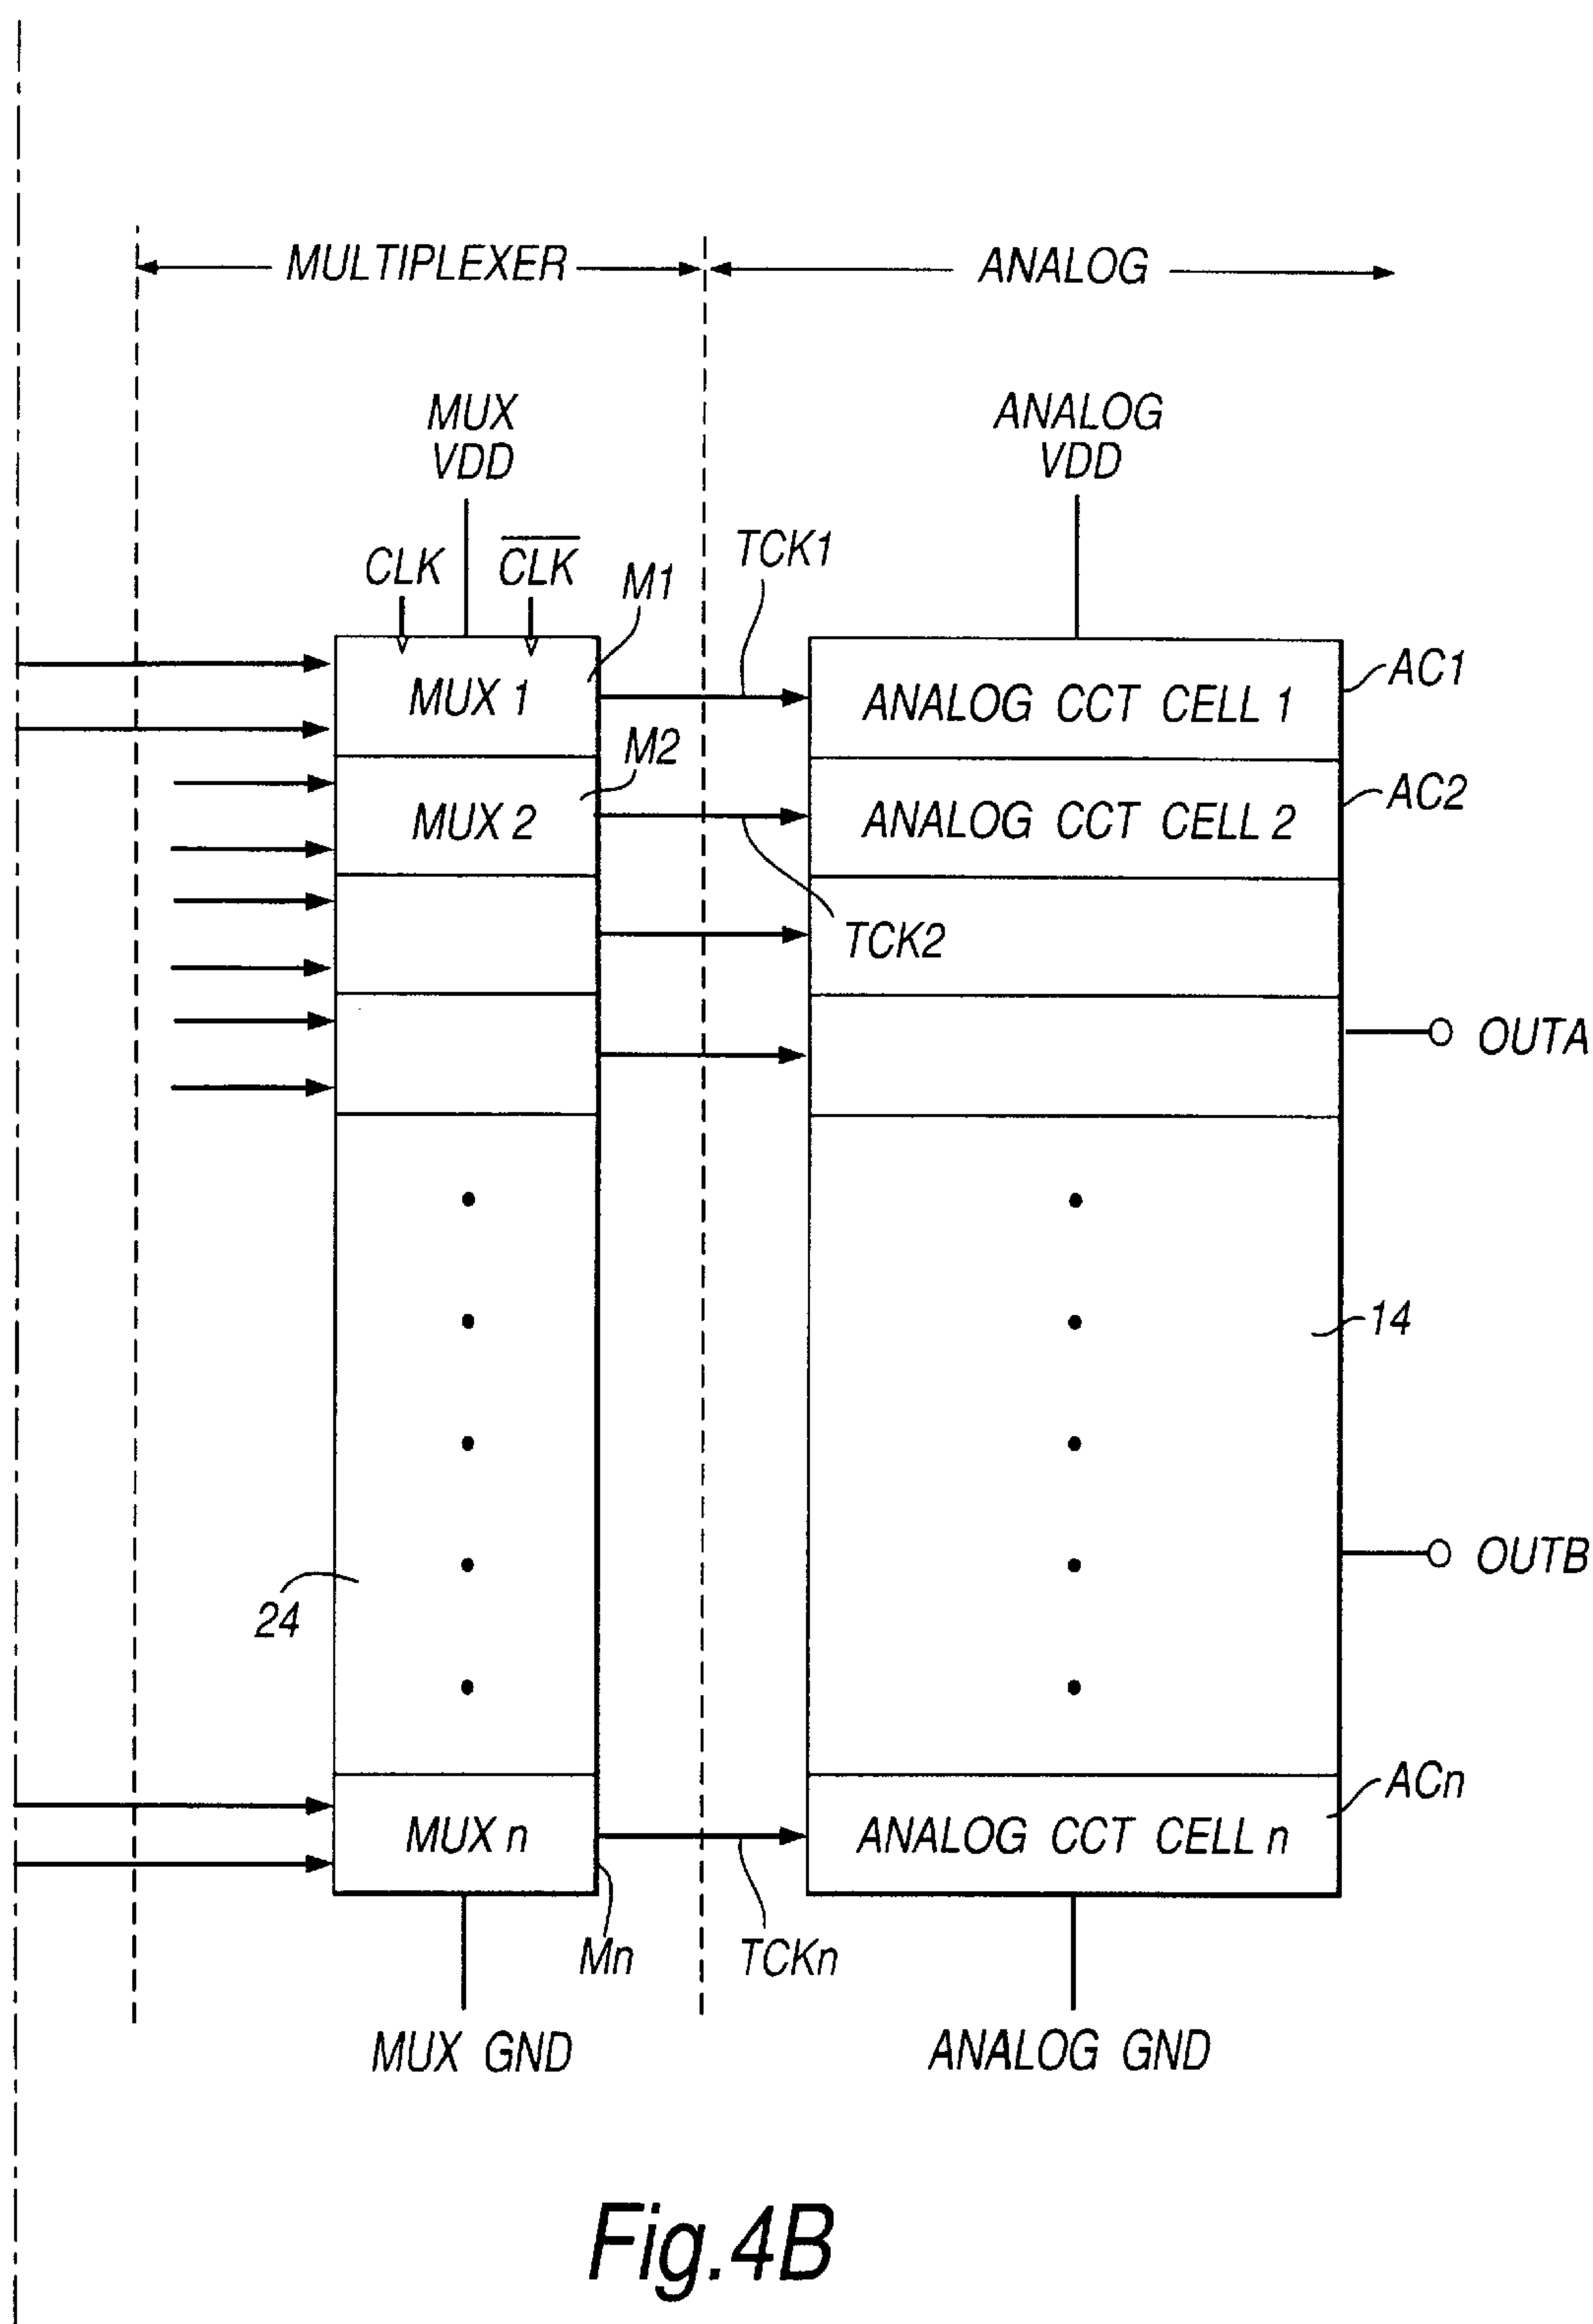 MULTIPLEXER
ANALOG
MUX
VDD
ANALOG
VDD
CLK
C̅L̅K̅
M1
TCK1
MUX 1
ANALOG CCT CELL 1
AC1
M2
MUX 2
ANALOG CCT CELL 2
AC2
TCK2
OUTA
14
OUTB
24
MUX n
ANALOG CCT CELL n
ACn
Mn
TCKn
MUX GND
ANALOG GND
Fig.4B